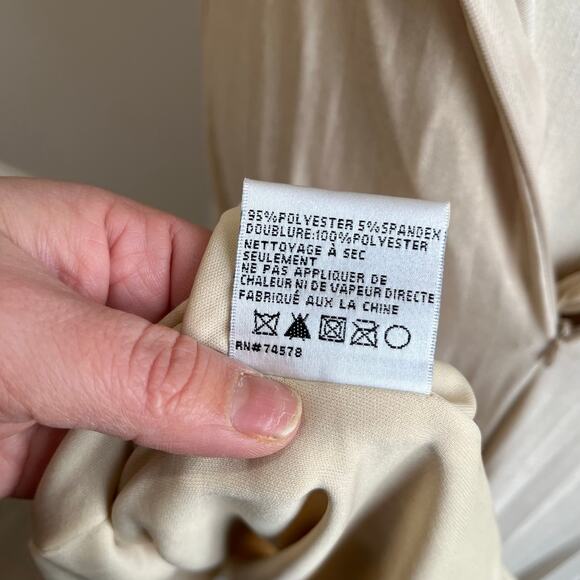 95%POLYESTER 5%SPANDEX
DOUBLURE:100%POLYESTER
NETTOYAGE À SEC
SEULEMENT
NE PAS APPLIQUER DE
CHALEUR NI DE VAPEUR DIRECTE
FABRIQUÉ AUX LA CHINE
RN#74578